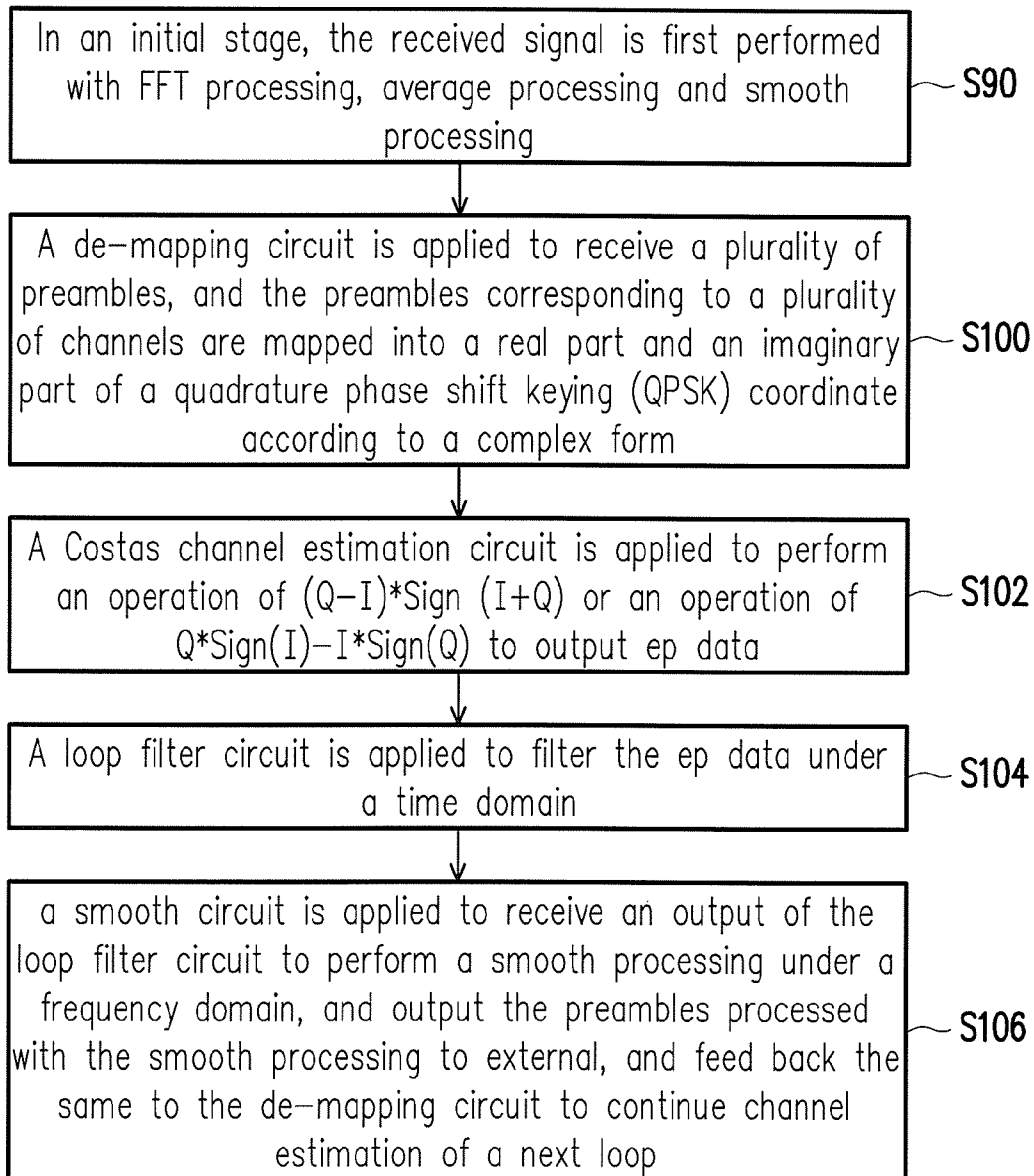 In an initial stage, the received signal is first performed
with FFT processing, average processing and smooth
processing
S90
A de-mapping circuit is applied to receive a plurality of
preambles, and the preambles corresponding to a plurality
of channels are mapped into a real part and an imaginary
part of a quadrature phase shift keying (QPSK) coordinate
according to a complex form
S100
A Costas channel estimation circuit is applied to perform
an operation of (Q-I)*Sign (I+Q) or an operation of
Q*Sign(I)-I*Sign(Q) to output ep data
S102
A loop filter circuit is applied to filter the ep data under
a time domain
S104
a smooth circuit is applied to receive an output of the
loop filter circuit to perform a smooth processing under a
frequency domain, and output the preambles processed
with the smooth processing to external, and feed back the
same to the de-mapping circuit to continue channel
estimation of a next loop
S106